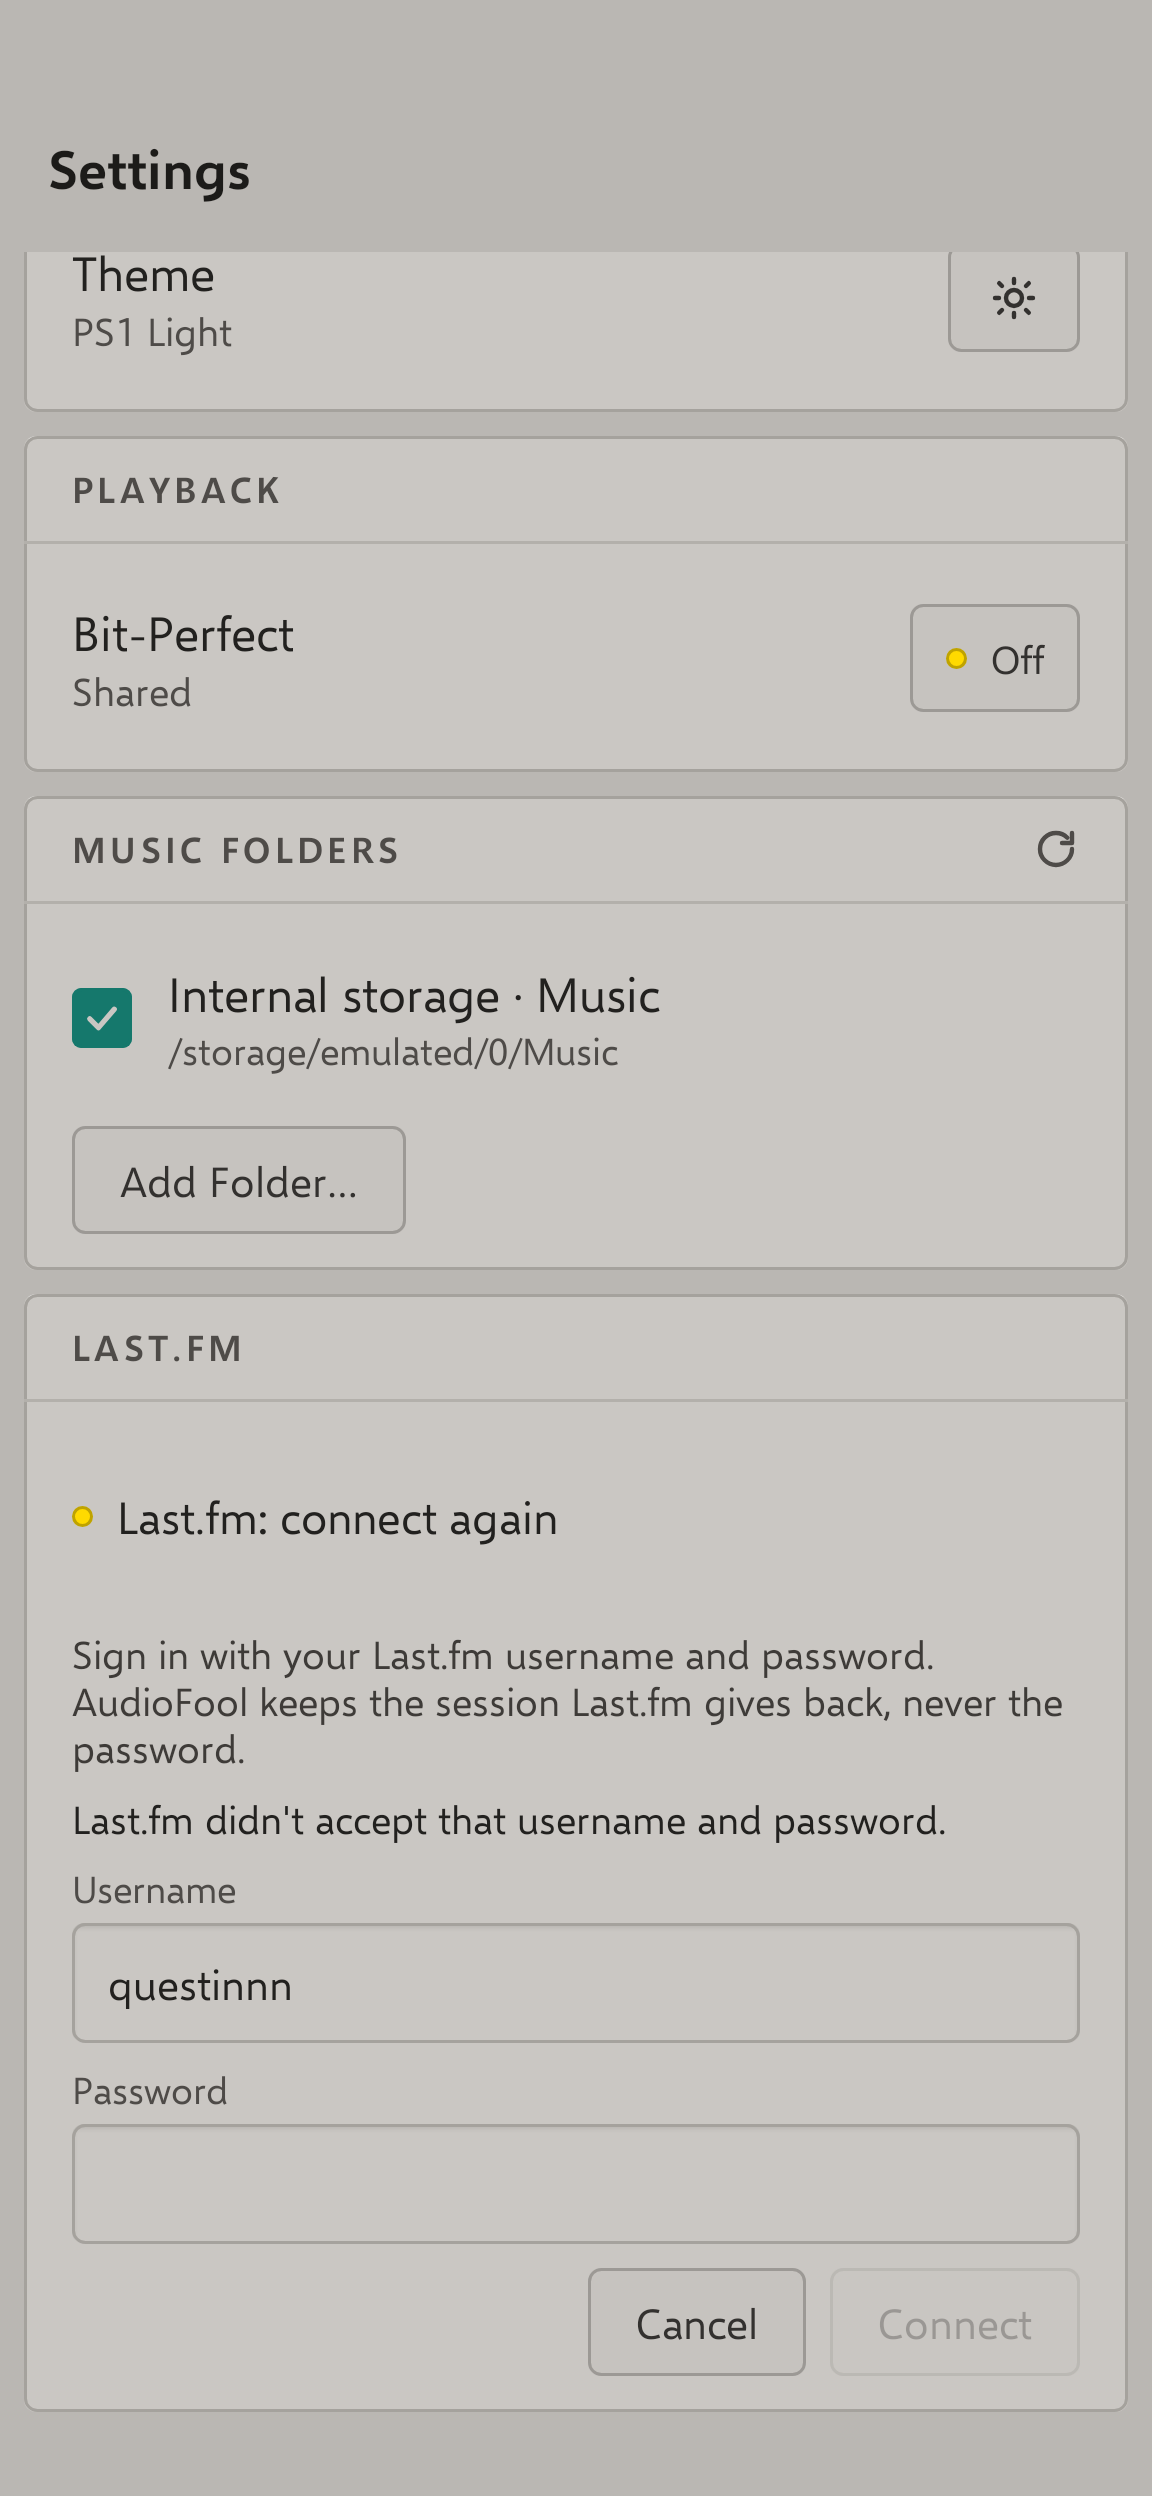 Settings
Theme
PS1 Light
PLAYBACK
Bit-Perfect
Shared
Off
MUSIC FOLDERS
Internal storage · Music
/storage/emulated/0/Music
Add Folder...
LAST.FM
Last.fm: connect again
Sign in with your Last.fm username and password.
AudioFool keeps the session Last.fm gives back, never the
password.
Last.fm didn't accept that username and password.
Username
questinnn
Password
Cancel
Connect